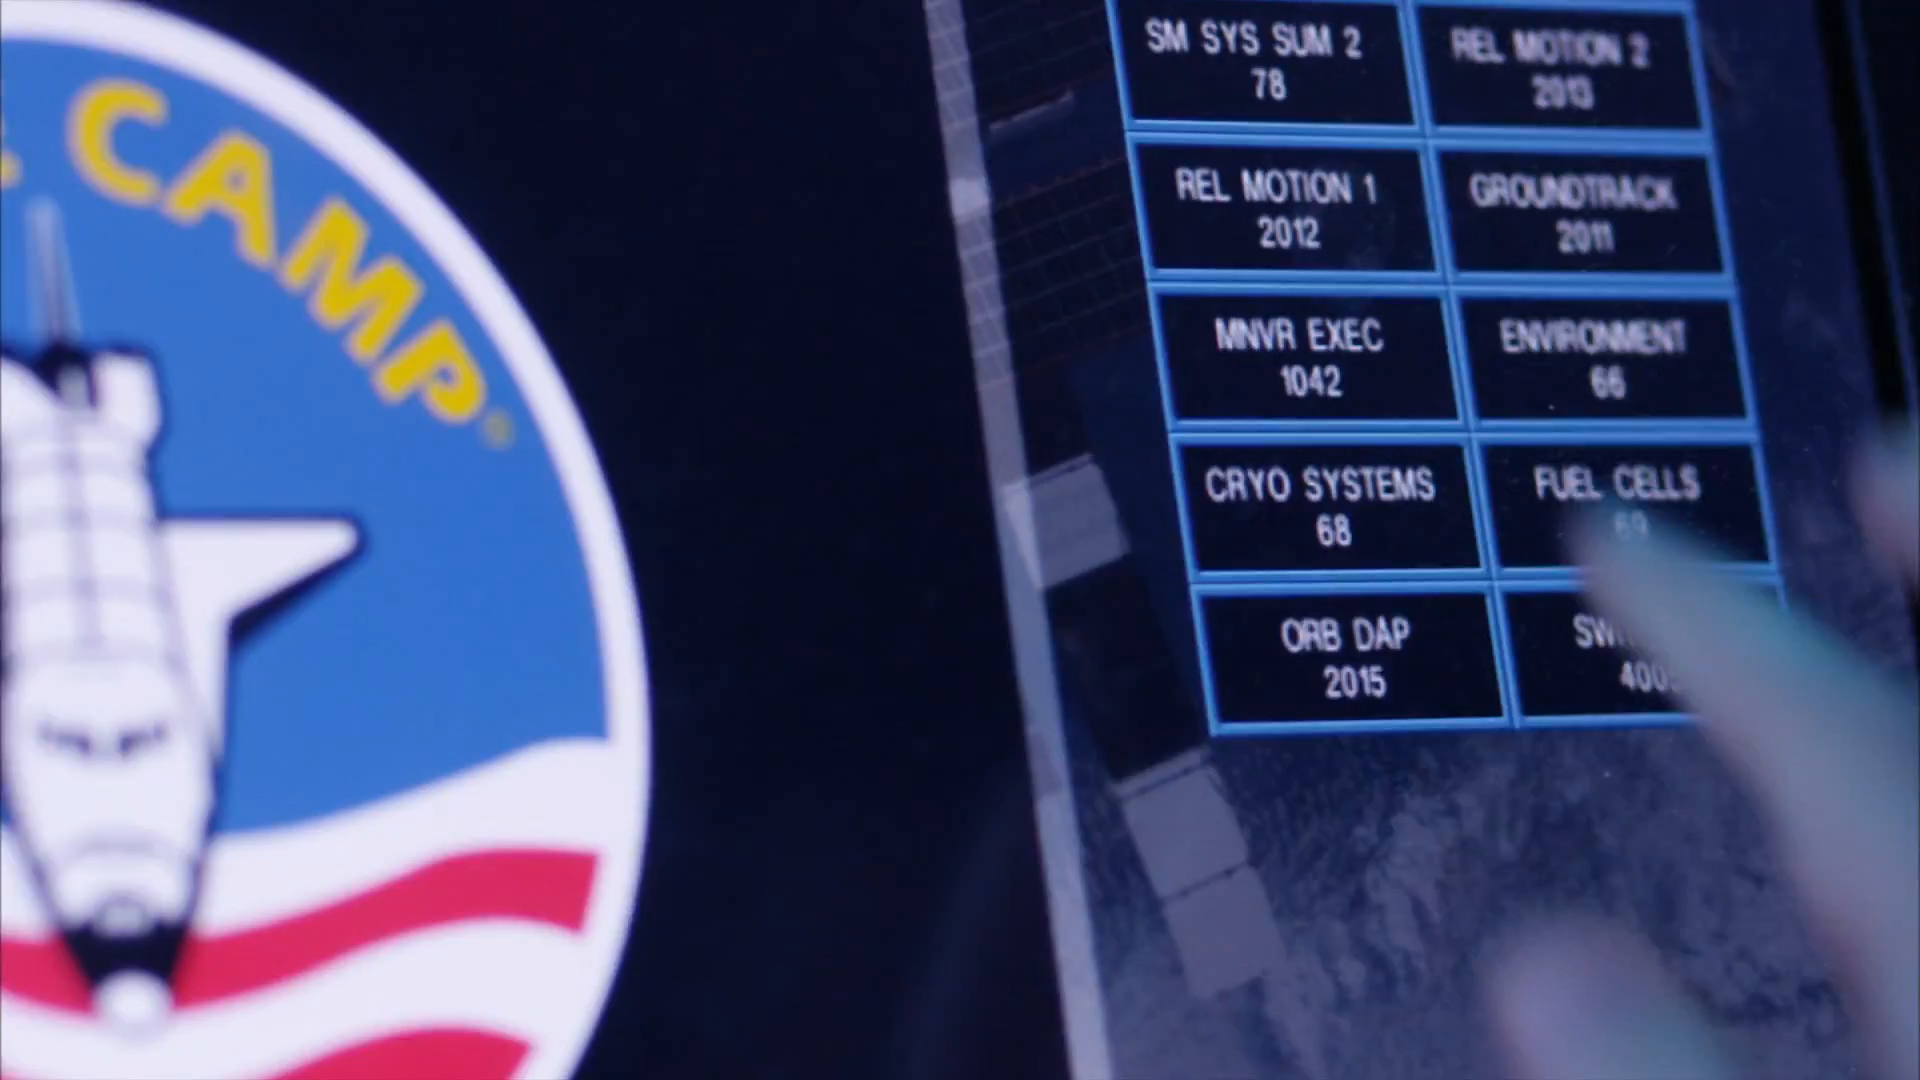 CAMP
SM SYS SUM 2
78
REL MOTION 2
2013
REL MOTION 1
2012
GROUNDTRACK
2011
MNVR EXEC
1042
ENVIRONMENT
66
CRYO SYSTEMS
68
FUEL CELLS
69
ORB DAP
2015